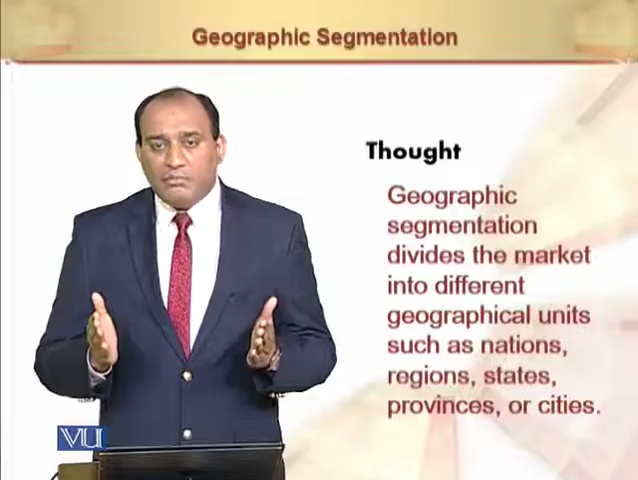 Geographic Segmentation
Thought
Geographic
segmentation
divides the market
into different
geographical units
such as nations,
regions, states,
provinces, or cities.
VU